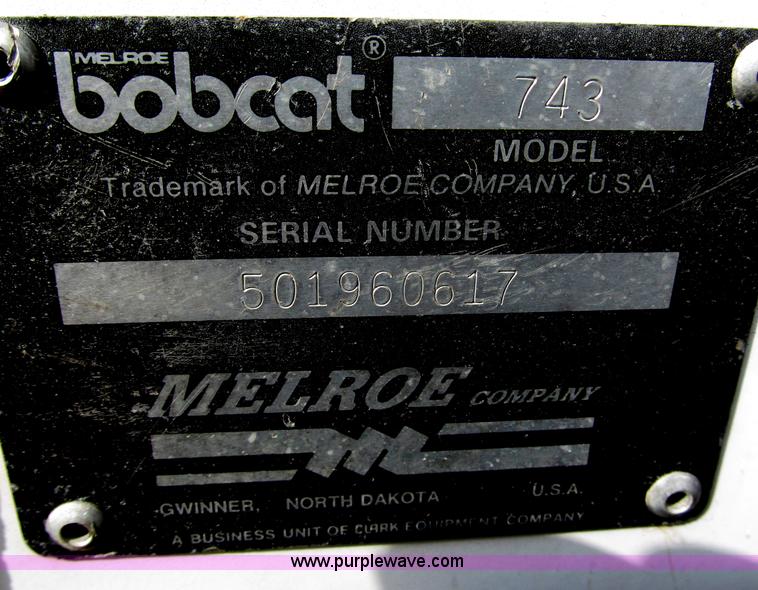 MELROE
bobcat ® 743
MODEL
Trademark of MELROE COMPANY, U.S.A.
SERIAL NUMBER
501960617
MELROE COMPANY
GWINNER, NORTH DAKOTA U.S.A.
A BUSINESS UNIT OF CLARK EQUIPMENT COMPANY
www.purplewave.com